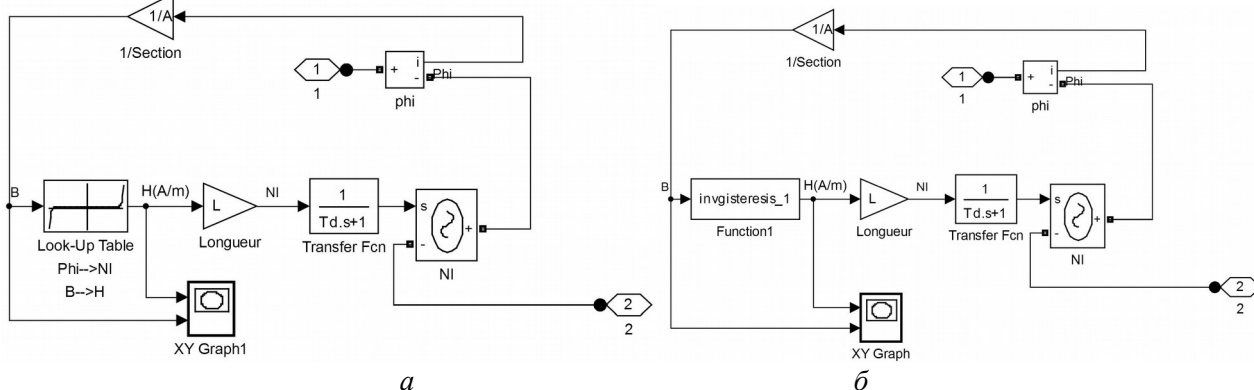 1/A
1/Section
1
1
+
i
-
Phi
phi
B
H(A/m)
L
NI
1
Td.s+1
s
-
+
Look-Up Table
Phi-->NI
B-->H
Longueur
Transfer Fcn
NI
2
2
XY Graph1
а
1/A
1/Section
1
1
+
i
-
Phi
phi
B
invgisteresis_1
H(A/m)
L
NI
1
Td.s+1
s
-
+
Function1
Longueur
Transfer Fcn
NI
2
2
XY Graph
б